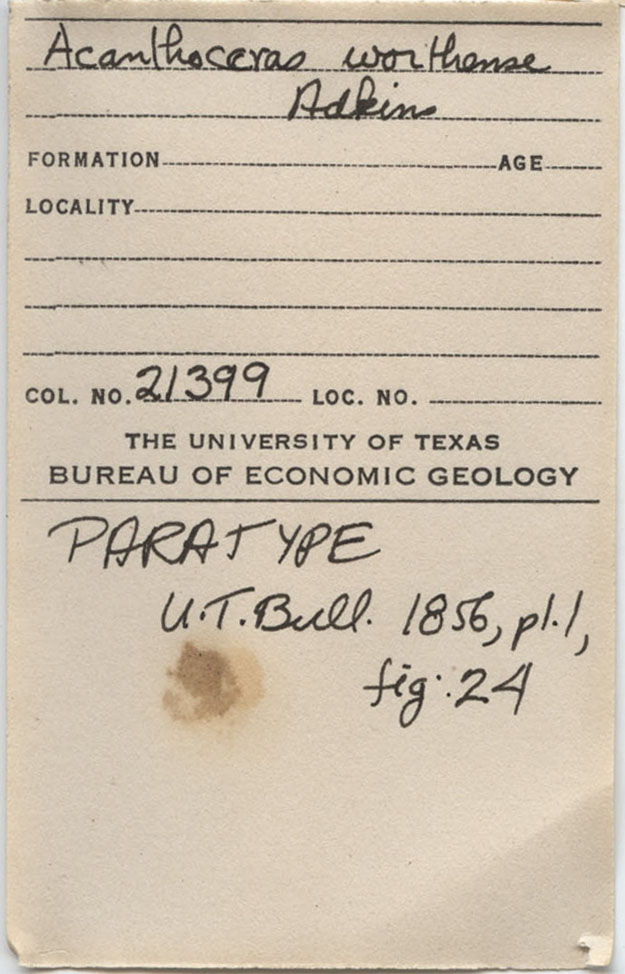 Acanthoceras worthense
Adkins
FORMATION AGE
LOCALITY
COL. NO. 21399 LOC. NO.
THE UNIVERSITY OF TEXAS
BUREAU OF ECONOMIC GEOLOGY
PARATYPE
U.T. Bull. 1856, pl. 1,
fig. 24